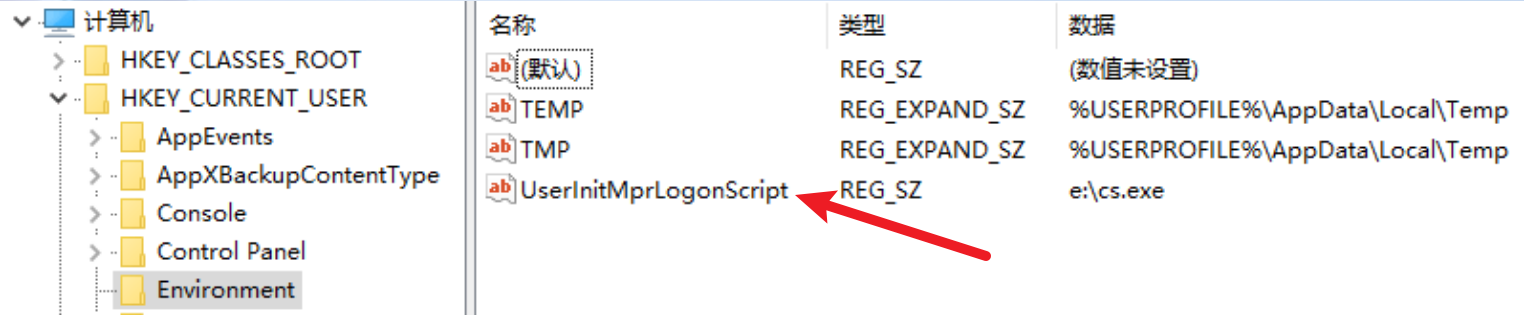 计算机
HKEY_CLASSES_ROOT
HKEY_CURRENT_USER
AppEvents
AppXBackupContentType
Console
Control Panel
Environment
名称 类型 数据
ab (默认) REG_SZ (数值未设置)
ab TEMP REG_EXPAND_SZ %USERPROFILE%\AppData\Local\Temp
ab TMP REG_EXPAND_SZ %USERPROFILE%\AppData\Local\Temp
ab UserInitMprLogonScript REG_SZ e:\cs.exe